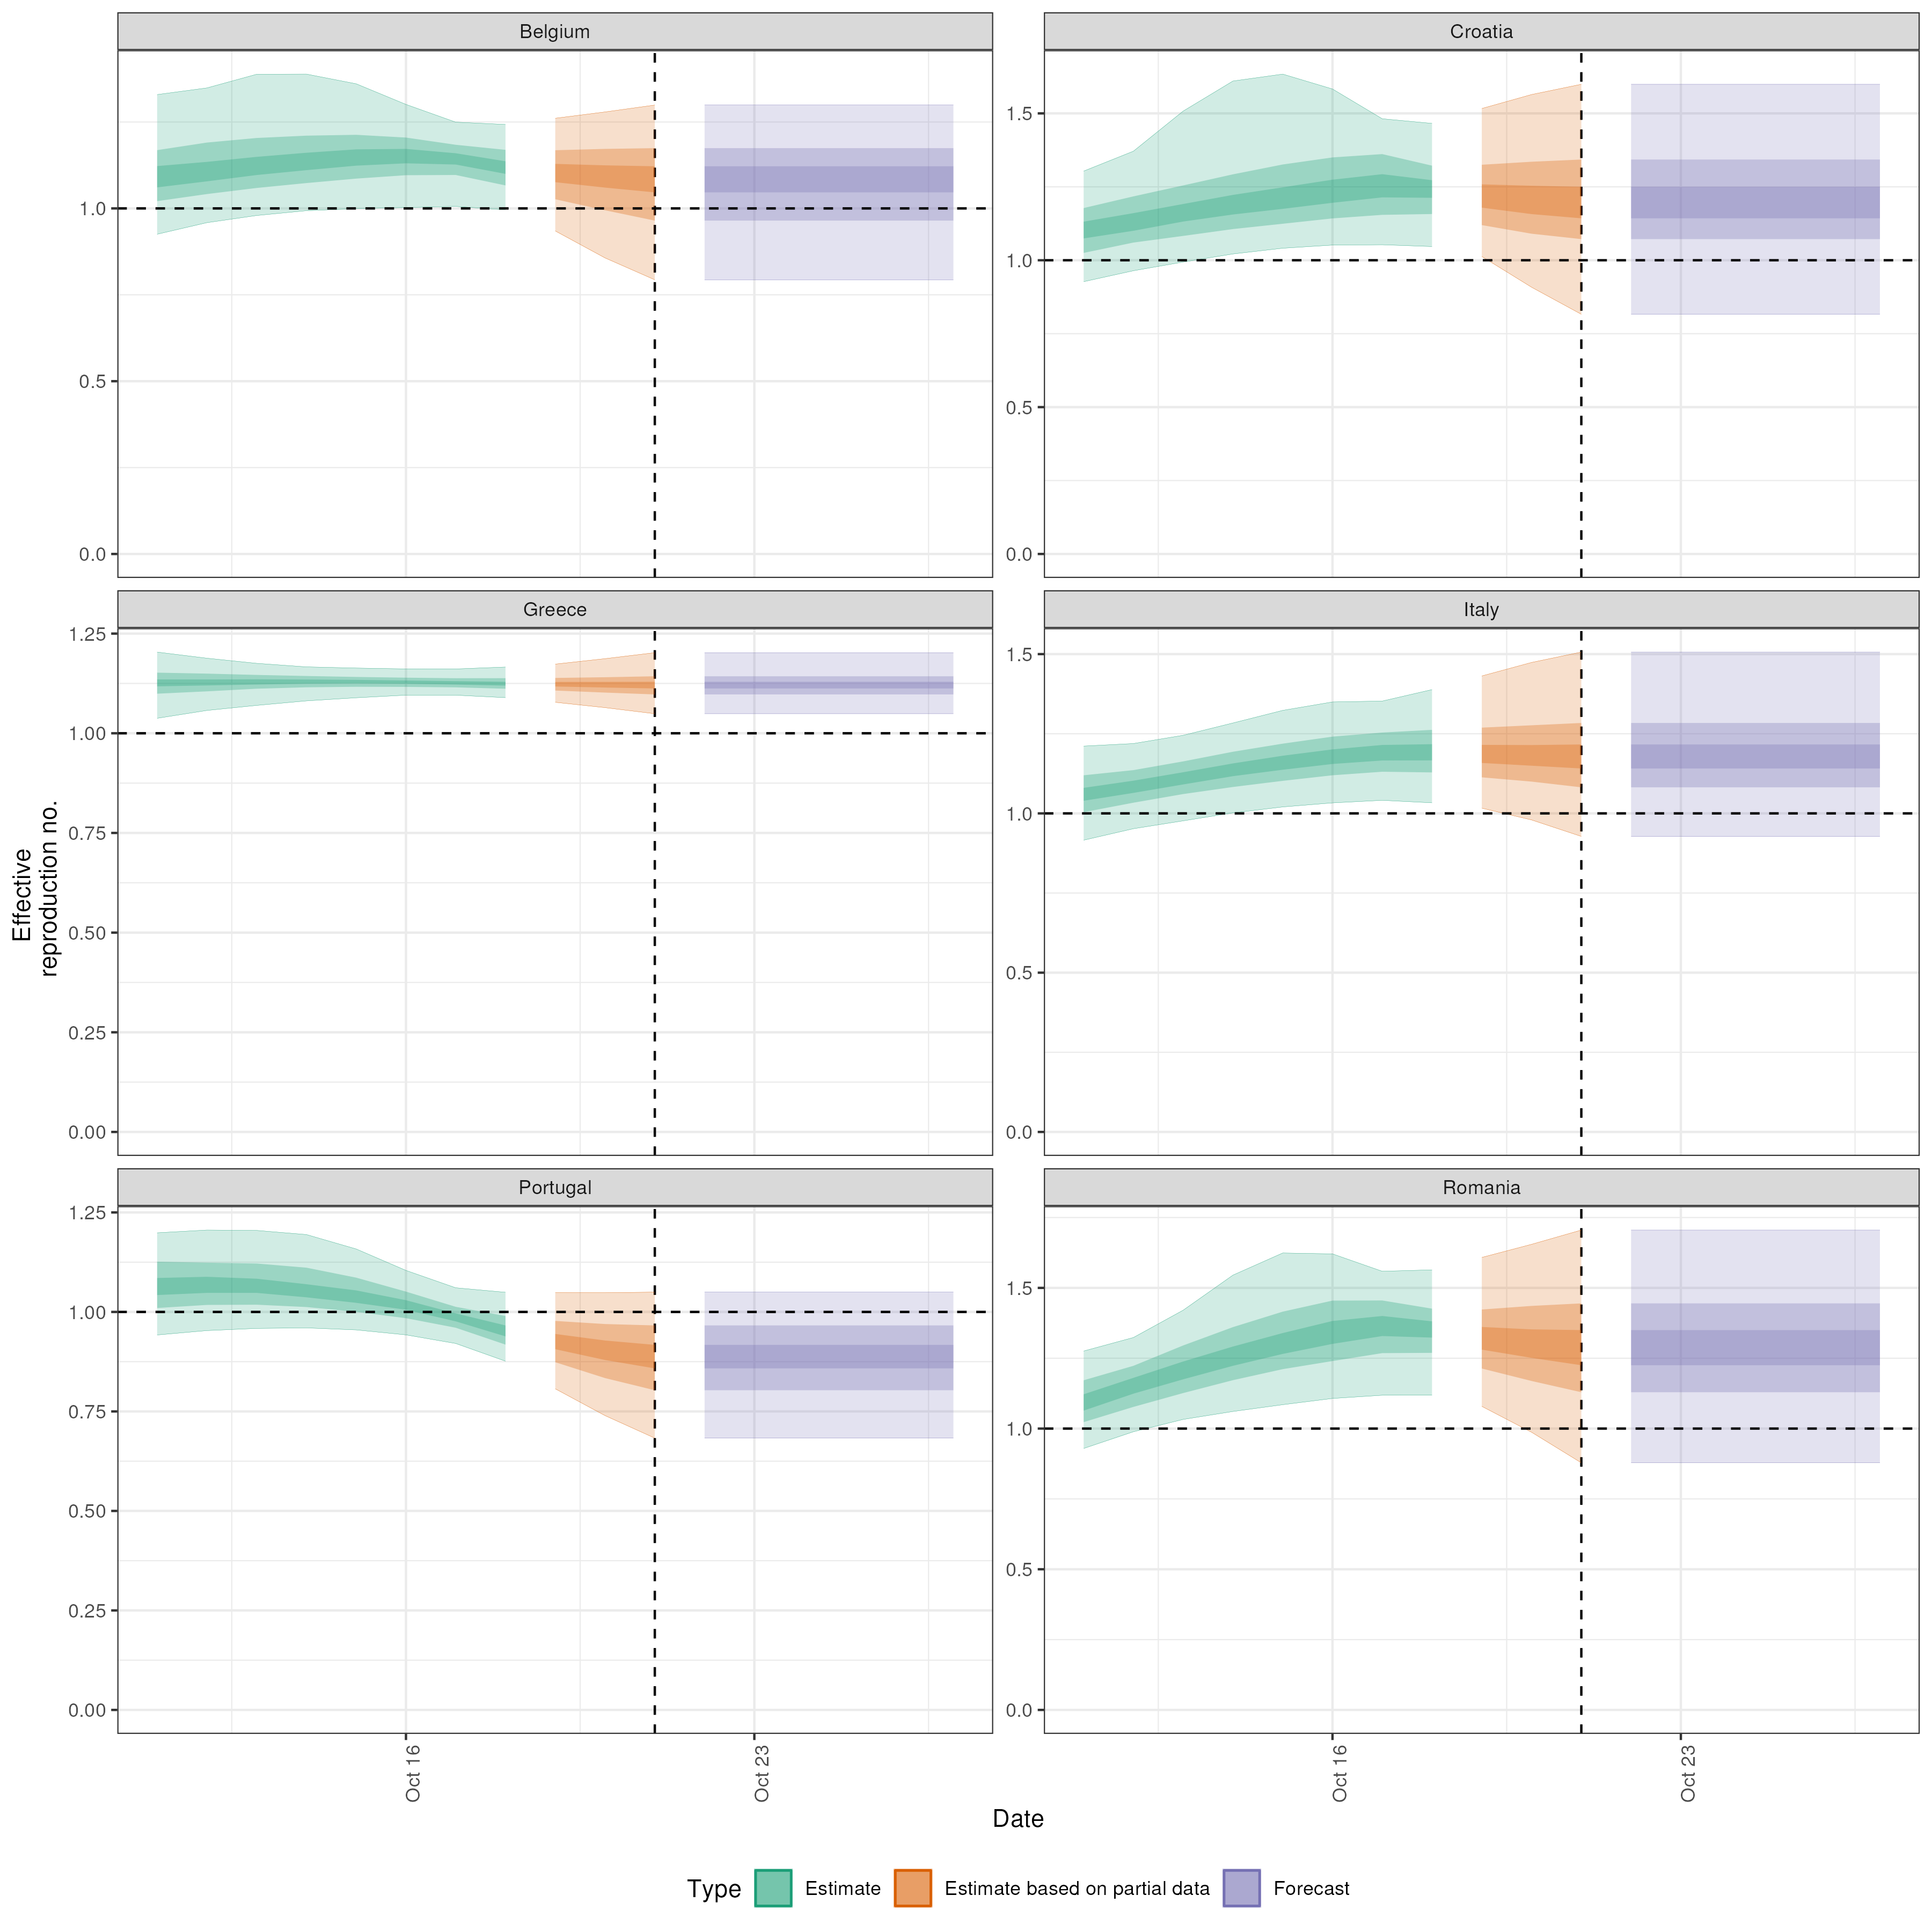 Belgium
Croatia
1.0
0.5
0.0
1.5
1.0
0.5
0.0
Greece
Italy
1.25
1.00
0.75
0.50
0.25
0.00
1.5
1.0
0.5
0.0
Effective
reproduction no.
Portugal
Romania
1.25
1.00
0.75
0.50
0.25
0.00
1.5
1.0
0.5
0.0
Oct 16
Oct 23
Oct 16
Oct 23
Date
Type Estimate Estimate based on partial data Forecast